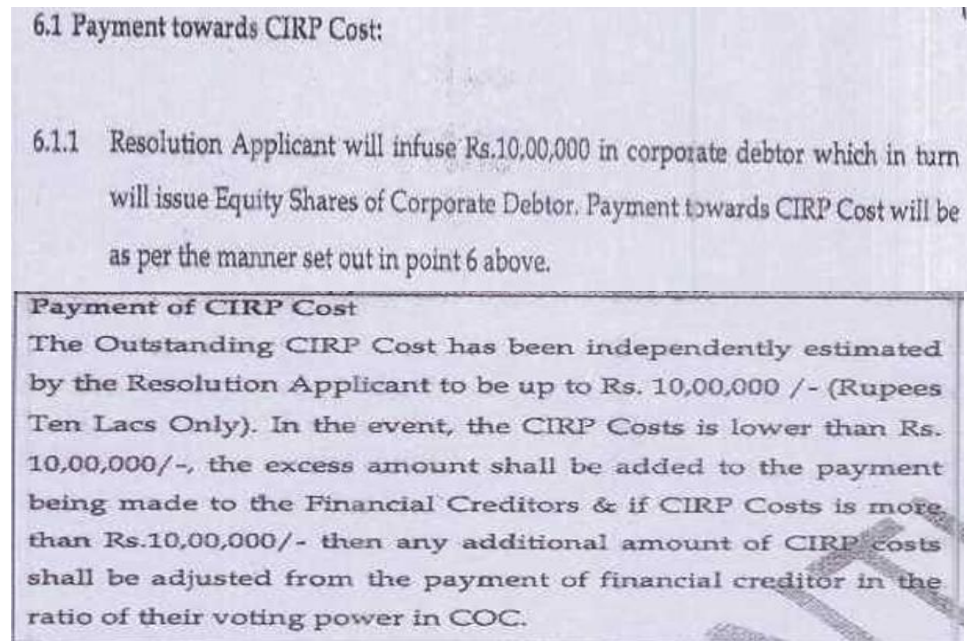 6.1 Payment towards CIRP Cost:
6.1.1 Resolution Applicant will infuse Rs.10,00,000 in corporate debtor which in turn
will issue Equity Shares of Corporate Debtor. Payment towards CIRP Cost will be
as per the manner set out in point 6 above.
Payment of CIRP Cost
The Outstanding CIRP Cost has been independently estimated
by the Resolution Applicant to be up to Rs. 10,00,000 /- (Rupees
Ten Lacs Only). In the event, the CIRP Costs is lower than Rs.
10,00,000/-, the excess amount shall be added to the payment
being made to the Financial Creditors & if CIRP Costs is more
than Rs.10,00,000/- then any additional amount of CIRP costs
shall be adjusted from the payment of financial creditor in the
ratio of their voting power in COC.